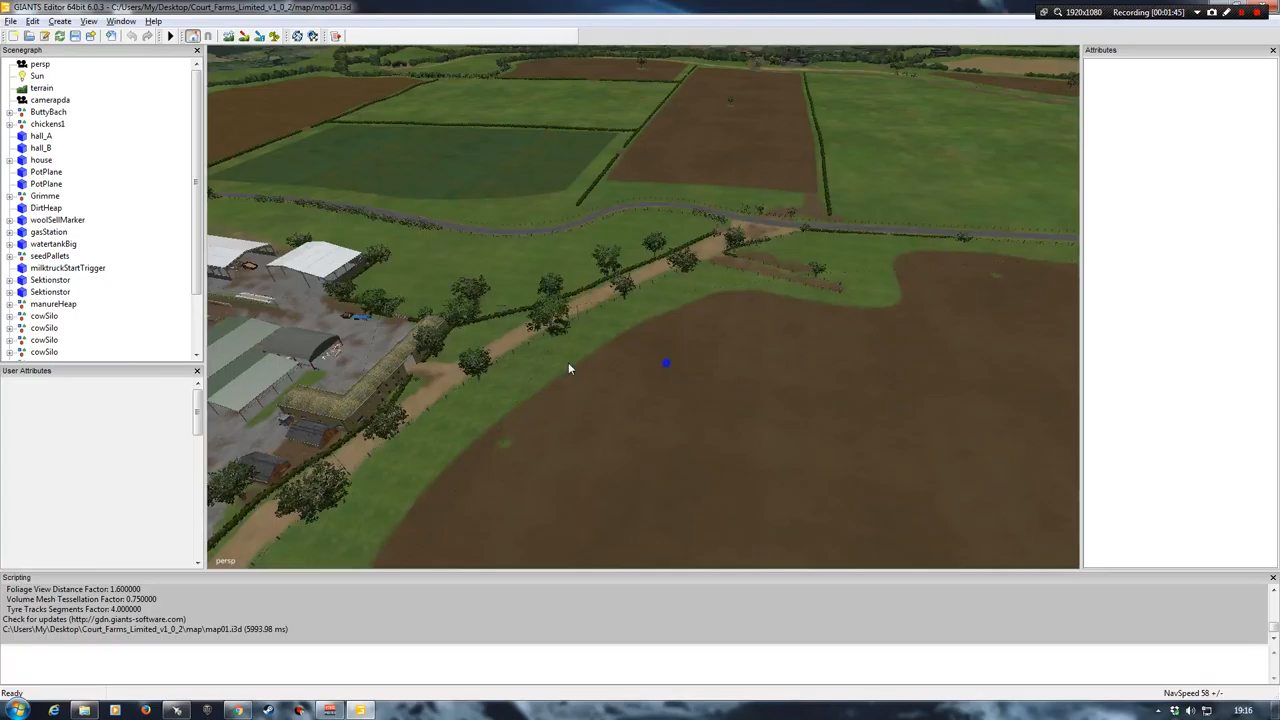 GIANTS Editor 64bit 6.0.3 - C:/Users/My/Desktop/Court_Farms_Limited_v1_0_2/map/map01.i3d
1920x1080
Recording [00:01:45]
File Edit Create View Window Help
Scenegraph
persp
Sun
terrain
camerapda
ButtyBach
chickens1
hall_A
hall_B
house
PotPlane
PotPlane
Grimme
DirtHeap
woolSellMarker
gasStation
watertankBig
seedPallets
milktruckStartTrigger
Sektionstor
Sektionstor
manureHeap
cowSilo
cowSilo
cowSilo
cowSilo
User Attributes
persp
Attributes
Scripting
Foliage View Distance Factor: 1.600000
Volume Mesh Tessellation Factor: 0.750000
Tyre Tracks Segments Factor: 4.000000
Check for updates (http://gdn.giants-software.com)
C:\Users\My\Desktop\Court_Farms_Limited_v1_0_2\map\map01.i3d (5993.98 ms)
Ready
NavSpeed 58 +/-
19:16